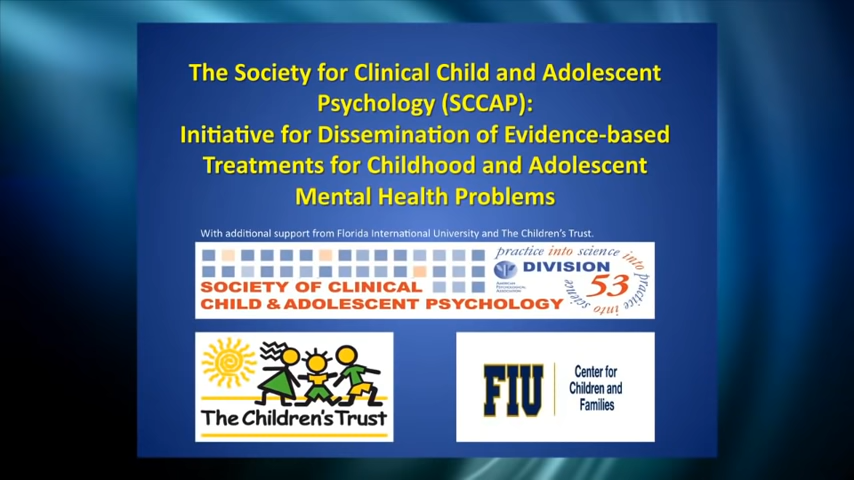 The Society for Clinical Child and Adolescent
Psychology (SCCAP):
Initiative for Dissemination of Evidence-based
Treatments for Childhood and Adolescent
Mental Health Problems
With additional support from Florida International University and The Children's Trust.
practice into science into practice into science
DIVISION
53
AMERICAN
PSYCHOLOGICAL
ASSOCIATION
SOCIETY OF CLINICAL
CHILD & ADOLESCENT PSYCHOLOGY
The Children's Trust
FIU
Center for
Children and
Families